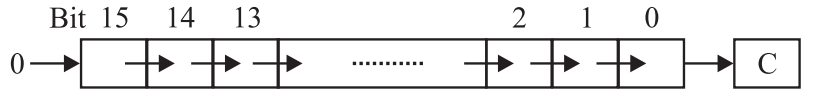 Bit 15 14 13 2 1 0
0 ........... C